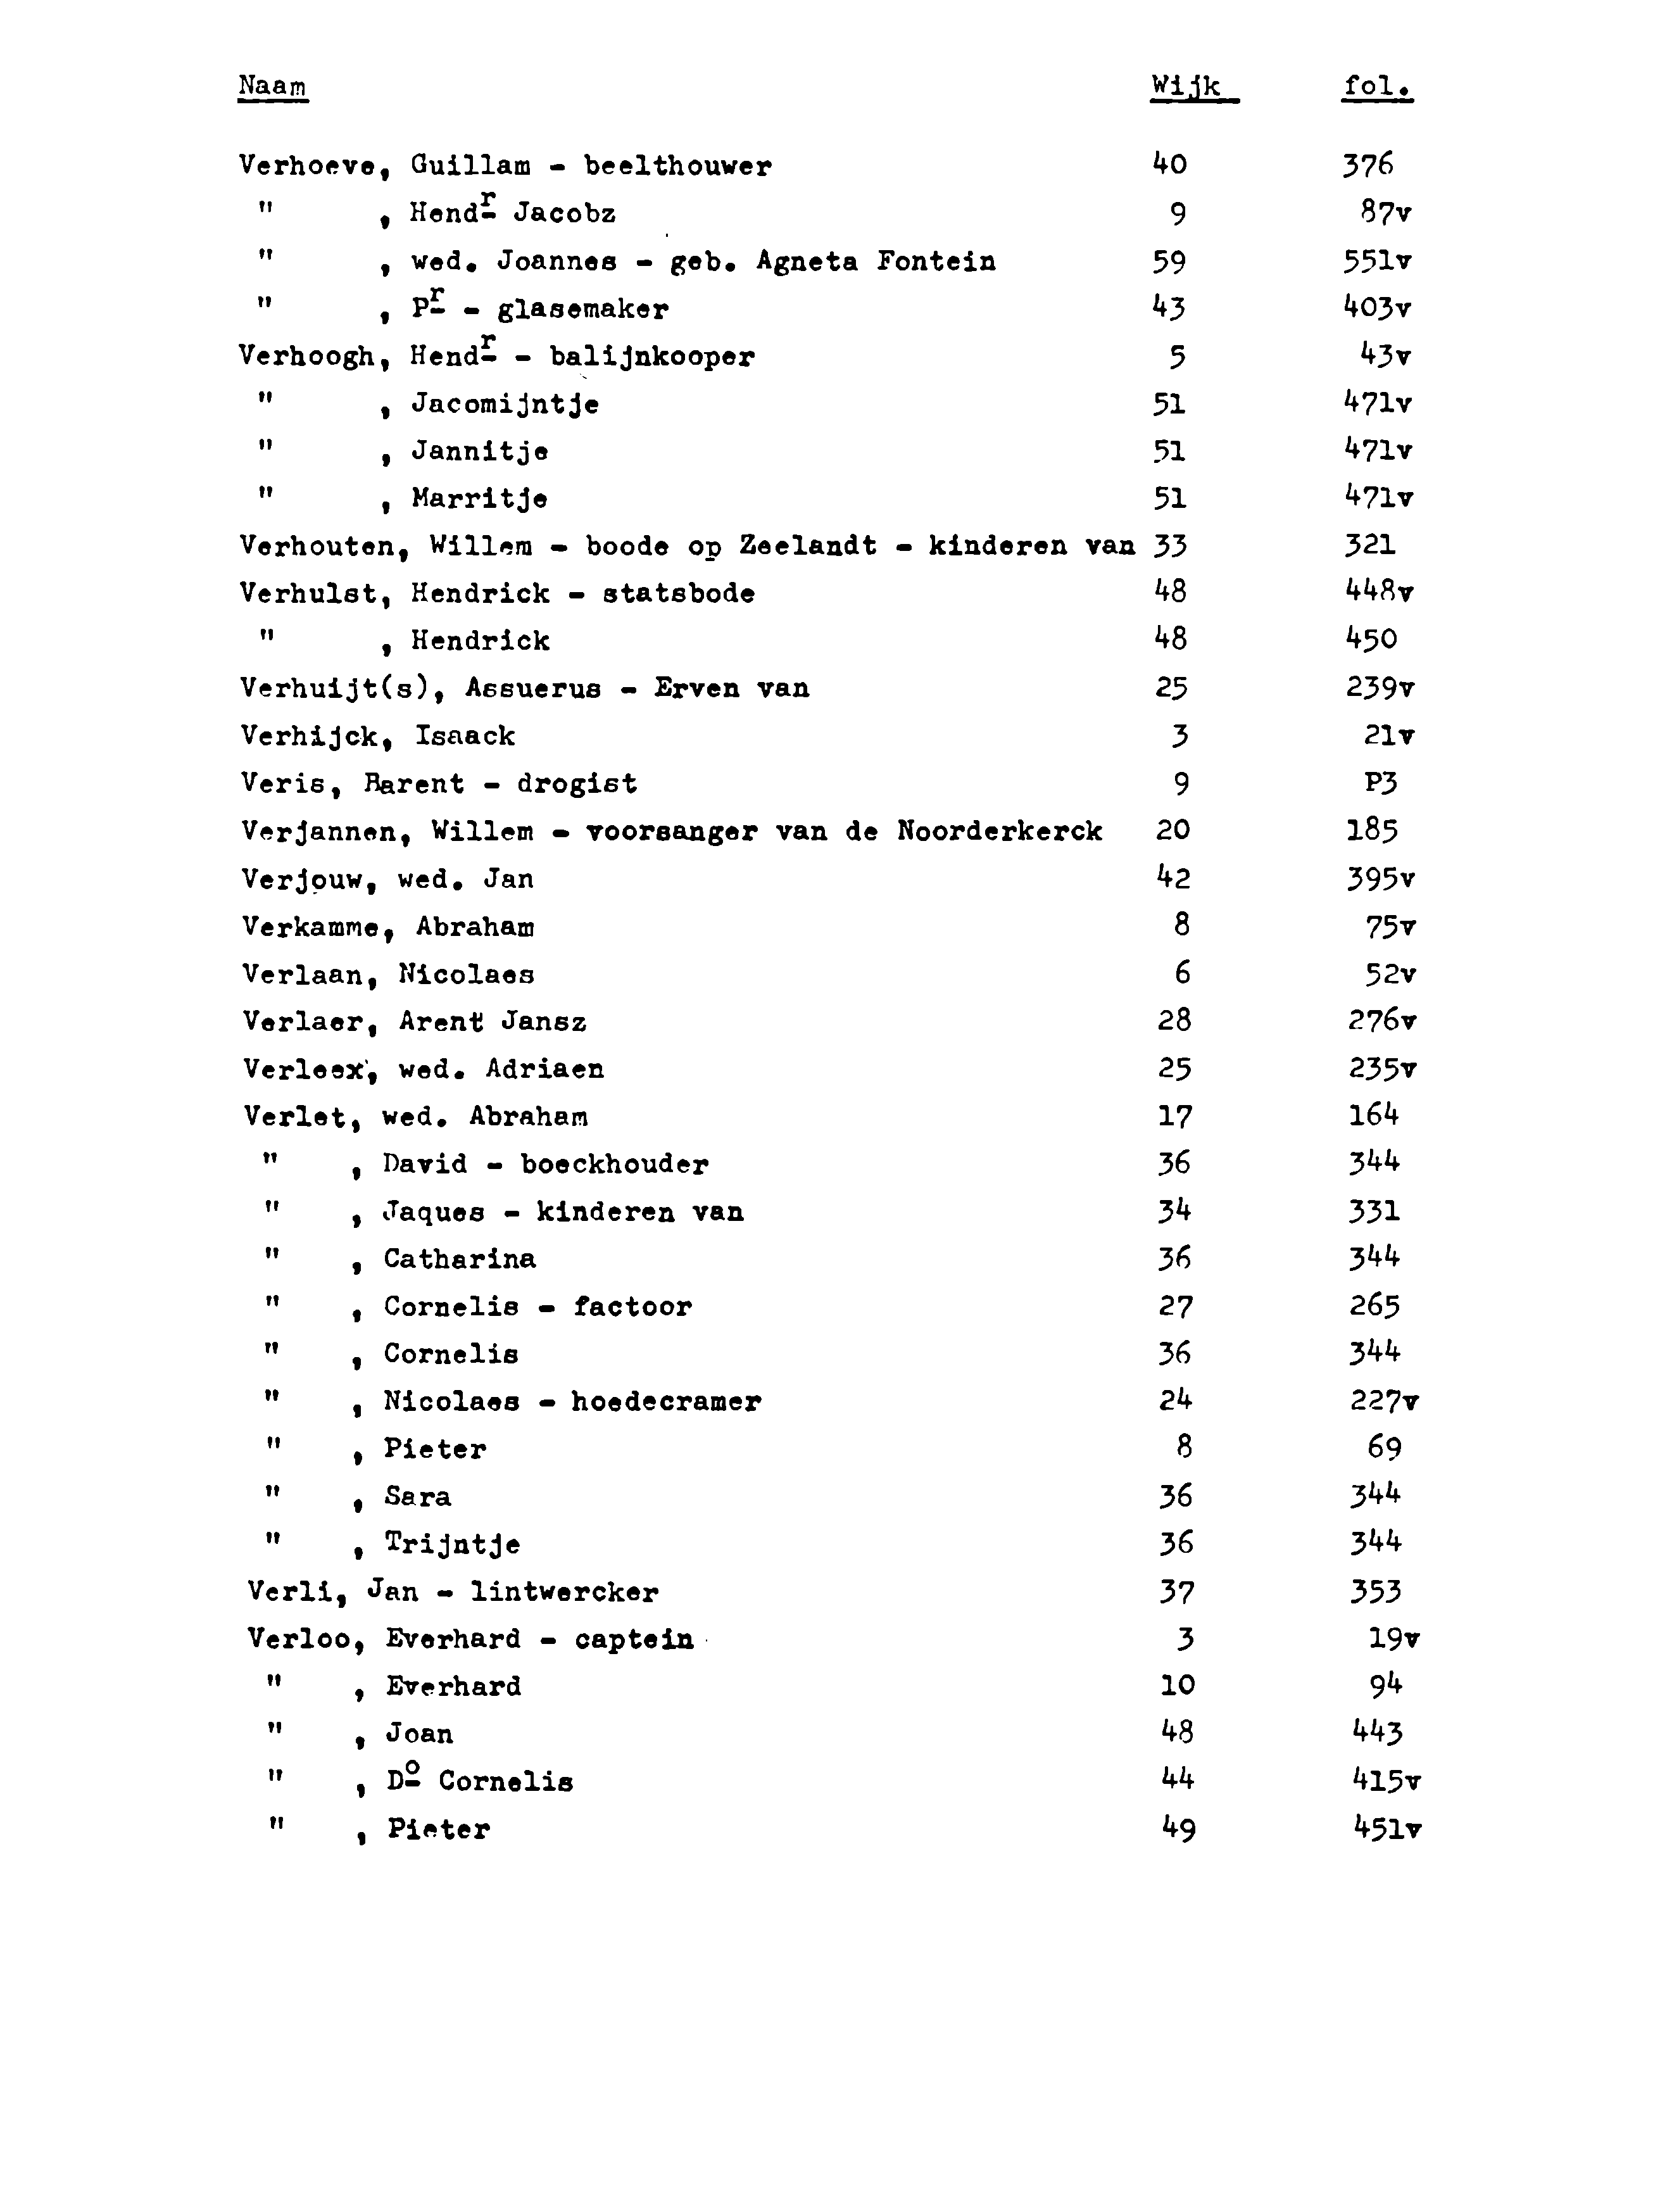 Naam Wijk fol.
Verhoeve, Guillam - beelthouwer 40 376
" , Hendr Jacobz 9 87v
" , wed. Joannes - geb. Agneta Fontein 59 551v
" , Pr - glasemaker 43 403v
Verhoogh, Hendr - balijnkooper 5 43v
" , Jacomijntje 51 471v
" , Jannitje 51 471v
" , Marritje 51 471v
Verhouten, Willem - boode op Zeelandt - kinderen van 33 321
Verhulst, Hendrick - statsbode 48 448v
" , Hendrick 48 450
Verhuijt(s), Assuerus - Erven van 25 239v
Verhijck, Isaack 3 21v
Veris, Barent - drogist 9 P3
Verjannen, Willem - voorsanger van de Noorderkerck 20 185
Verjouw, wed. Jan 42 395v
Verkamme, Abraham 8 75v
Verlaan, Nicolaes 6 52v
Verlaer, Arent Jansz 28 276v
Verleex, wed. Adriaen 25 235v
Verlet, wed. Abraham 17 164
" , David - boeckhouder 36 344
" , Jaques - kinderen van 34 331
" , Catharina 36 344
" , Cornelis - factoor 27 265
" , Cornelis 36 344
" , Nicolaes - hoedecramer 24 227v
" , Pieter 8 69
" , Sara 36 344
" , Trijntje 36 344
Verli, Jan - lintwercker 37 353
Verloo, Everhard - captein 3 19v
" , Everhard 10 94
" , Joan 48 443
" , Do Cornelis 44 415v
" , Pieter 49 451v